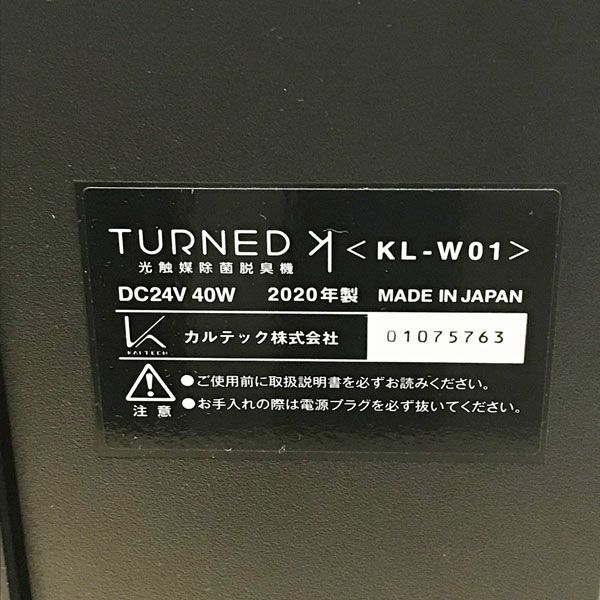 TURNED K <KL-W01>
光触媒除菌脱臭機
DC24V 40W 2020年製 MADE IN JAPAN
KALTECH カルテック株式会社 01075763
●ご使用前に取扱説明書を必ずお読みください。
注意 ●お手入れの際は電源プラグを必ず抜いてください。